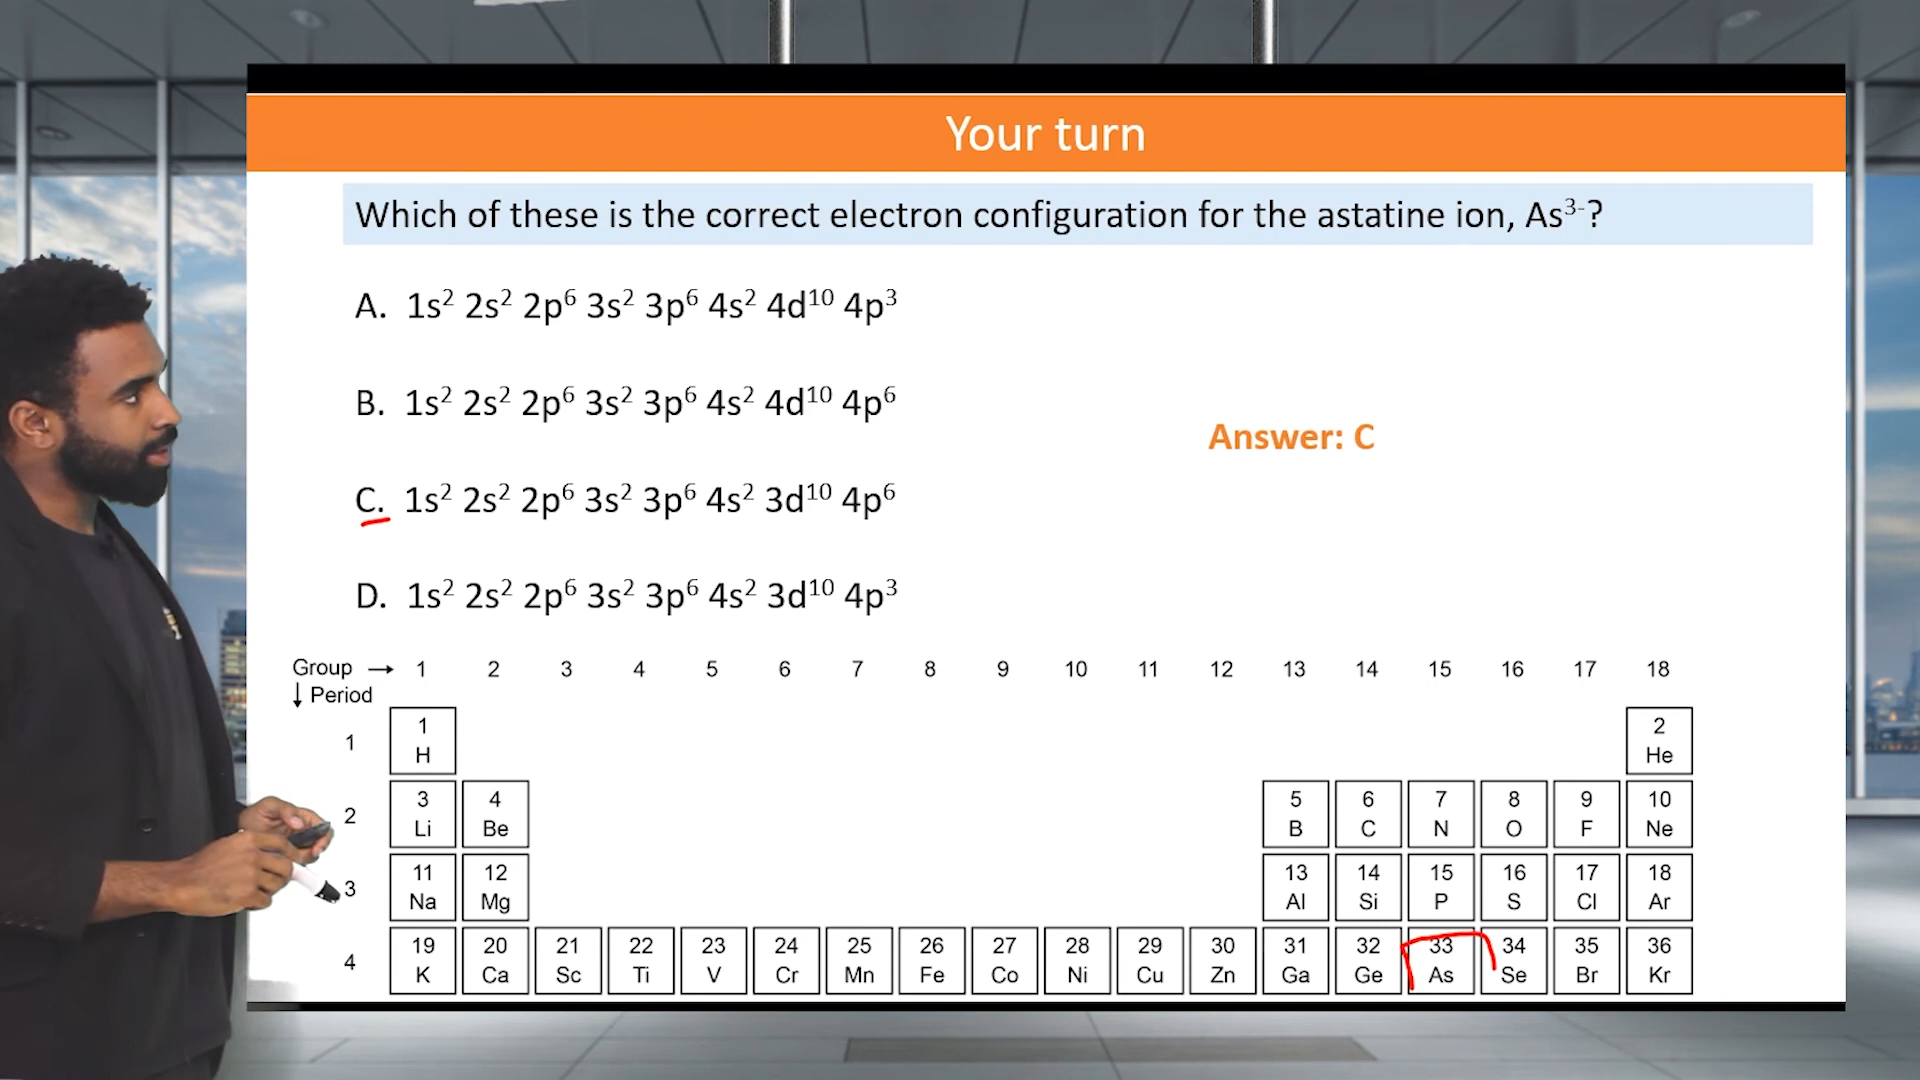 Your turn
Which of these is the correct electron configuration for the astatine ion, As³⁻?
A. 1s² 2s² 2p⁶ 3s² 3p⁶ 4s² 4d¹⁰ 4p³
B. 1s² 2s² 2p⁶ 3s² 3p⁶ 4s² 4d¹⁰ 4p⁶
Answer: C
C. 1s² 2s² 2p⁶ 3s² 3p⁶ 4s² 3d¹⁰ 4p⁶
D. 1s² 2s² 2p⁶ 3s² 3p⁶ 4s² 3d¹⁰ 4p³
Group → 1 2 3 4 5 6 7 8 9 10 11 12 13 14 15 16 17 18
↓ Period
1 2
1 H He
3 4 5 6 7 8 9 10
2 Li Be B C N O F Ne
11 12 13 14 15 16 17 18
3 Na Mg Al Si P S Cl Ar
19 20 21 22 23 24 25 26 27 28 29 30 31 32 33 34 35 36
4 K Ca Sc Ti V Cr Mn Fe Co Ni Cu Zn Ga Ge As Se Br Kr